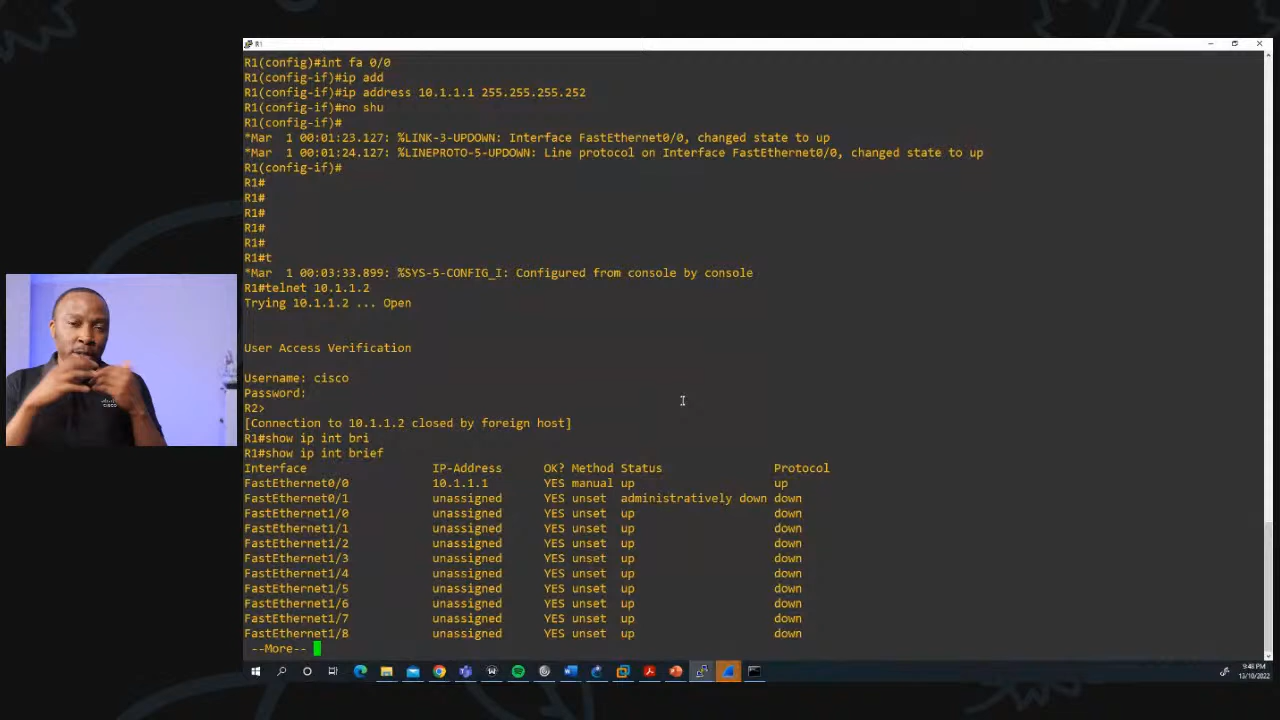 R1
R1(config)#int fa 0/0
R1(config-if)#ip add
R1(config-if)#ip address 10.1.1.1 255.255.255.252
R1(config-if)#no shu
R1(config-if)#
*Mar  1 00:01:23.127: %LINK-3-UPDOWN: Interface FastEthernet0/0, changed state to up
*Mar  1 00:01:24.127: %LINEPROTO-5-UPDOWN: Line protocol on Interface FastEthernet0/0, changed state to up
R1(config-if)#
R1#
R1#
R1#
R1#
R1#
R1#t
*Mar  1 00:03:33.899: %SYS-5-CONFIG_I: Configured from console by console
R1#telnet 10.1.1.2
Trying 10.1.1.2 ... Open
User Access Verification
Username: cisco
Password:
R2>
[Connection to 10.1.1.2 closed by foreign host]
R1#show ip int bri
R1#show ip int brief
Interface                  IP-Address      OK? Method Status                Protocol
FastEthernet0/0            10.1.1.1        YES manual up                    up
FastEthernet0/1            unassigned      YES unset  administratively down down
FastEthernet1/0            unassigned      YES unset  up                    down
FastEthernet1/1            unassigned      YES unset  up                    down
FastEthernet1/2            unassigned      YES unset  up                    down
FastEthernet1/3            unassigned      YES unset  up                    down
FastEthernet1/4            unassigned      YES unset  up                    down
FastEthernet1/5            unassigned      YES unset  up                    down
FastEthernet1/6            unassigned      YES unset  up                    down
FastEthernet1/7            unassigned      YES unset  up                    down
FastEthernet1/8            unassigned      YES unset  up                    down
--More--
9:48 PM
13/10/2022